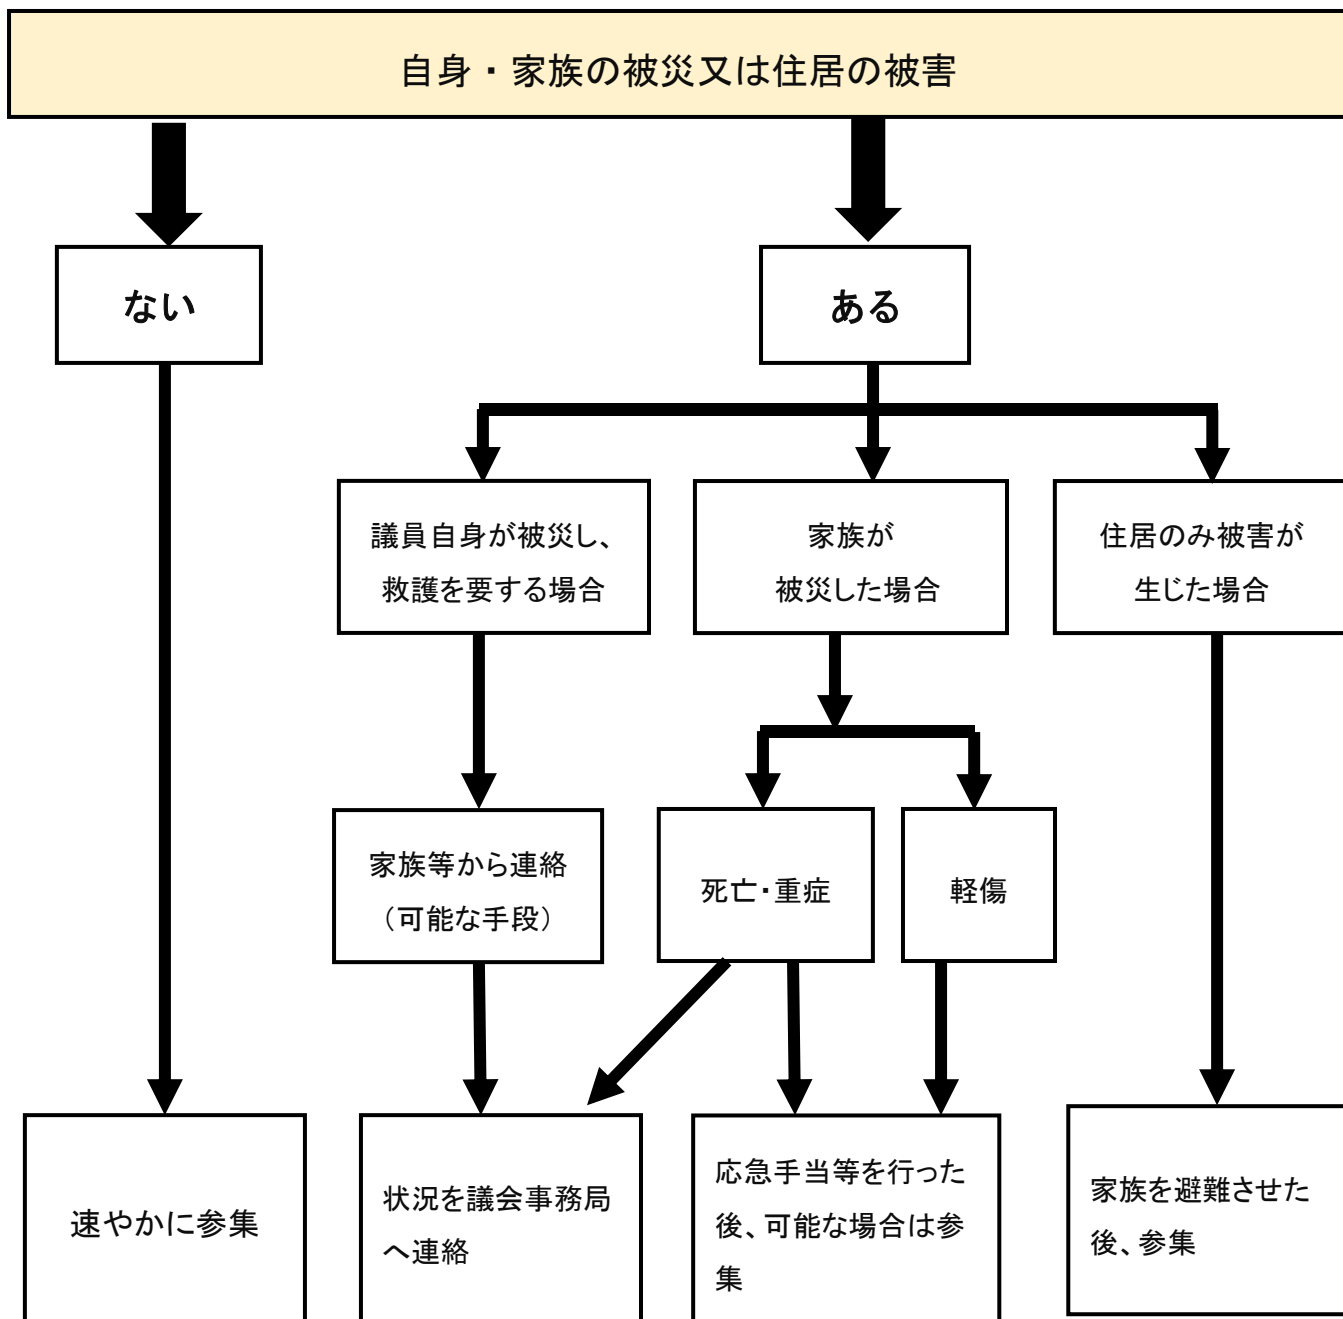 自身・家族の被災又は住居の被害
ない
ある
議員自身が被災し、
救護を要する場合
家族が
被災した場合
住居のみ被害が
生じた場合
家族等から連絡
（可能な手段）
死亡・重症
軽傷
速やかに参集
状況を議会事務局
へ連絡
応急手当等を行った
後、可能な場合は参
集
家族を避難させた
後、参集